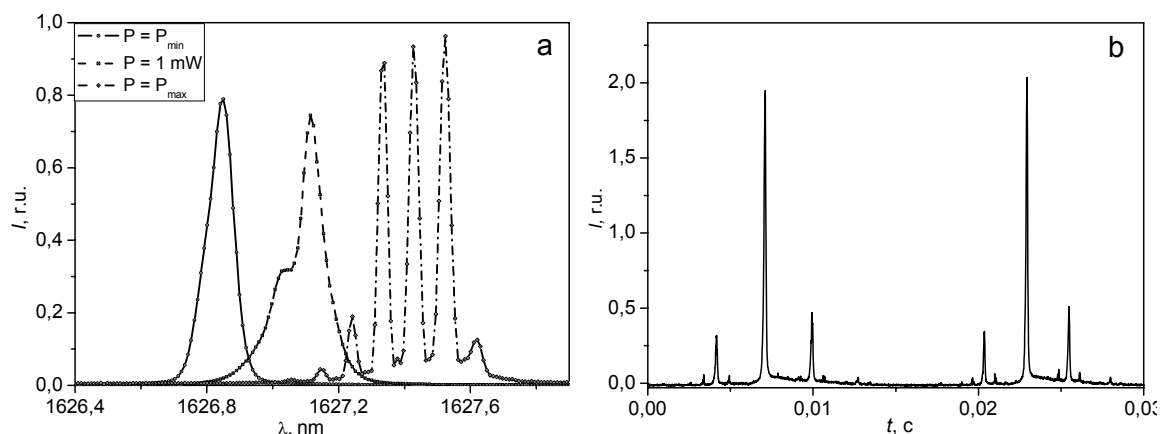 a
P = Pmin
P = 1 mW
P = Pmax
I, r.u.
1,0
0,8
0,6
0,4
0,2
0,0
1626,4 1626,8 1627,2 1627,6
λ, nm
b
I, r.u.
2,0
1,5
1,0
0,5
0,0
0,00 0,01 0,02 0,03
t, c